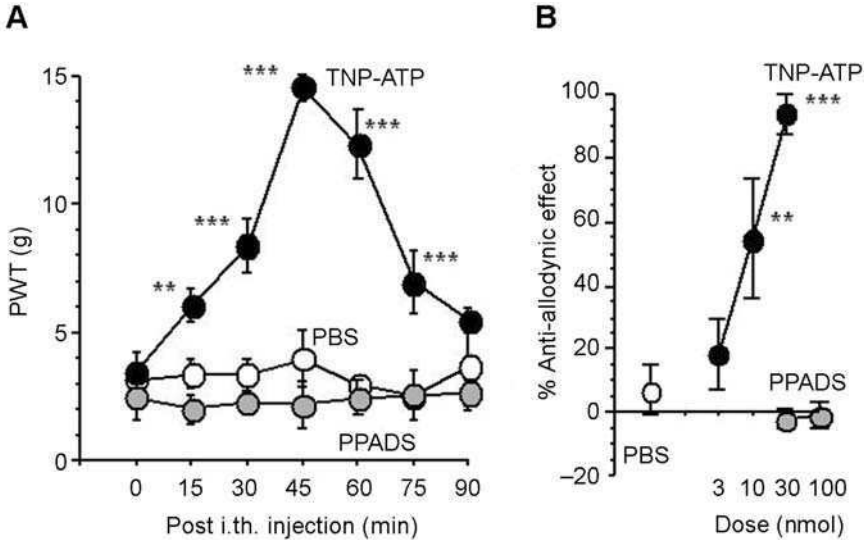 A
B
TNP-ATP
***
***
***
**
***
PBS
PPADS
15
10
5
0
PWT (g)
0 15 30 45 60 75 90
Post i.th. injection (min)
TNP-ATP
***
**
PPADS
PBS
100
80
60
40
20
0
–20
% Anti-allodynic effect
3 10 30 100
Dose (nmol)